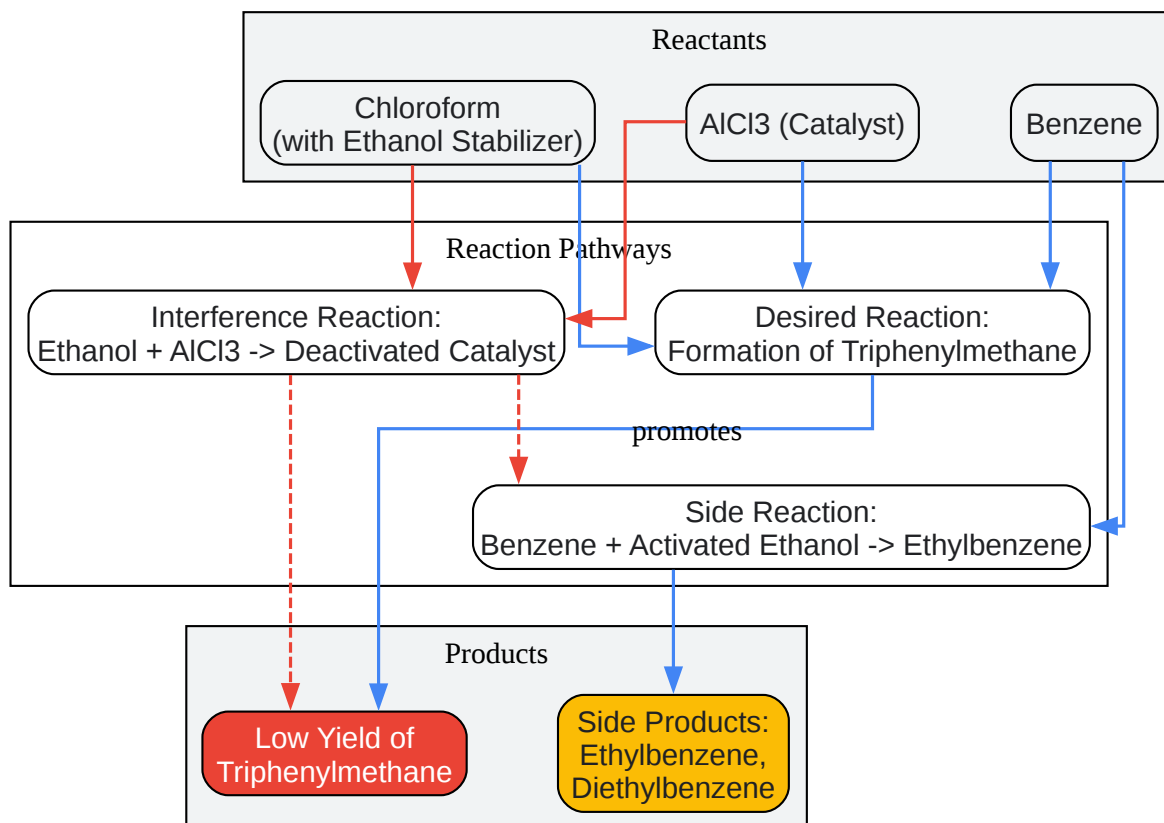 Reactants
Chloroform
(with Ethanol Stabilizer)
AlCl3 (Catalyst)
Benzene
Reaction Pathways
Interference Reaction:
Ethanol + AlCl3 -> Deactivated Catalyst
Desired Reaction:
Formation of Triphenylmethane
promotes
Side Reaction:
Benzene + Activated Ethanol -> Ethylbenzene
Products
Low Yield of
Triphenylmethane
Side Products:
Ethylbenzene,
Diethylbenzene